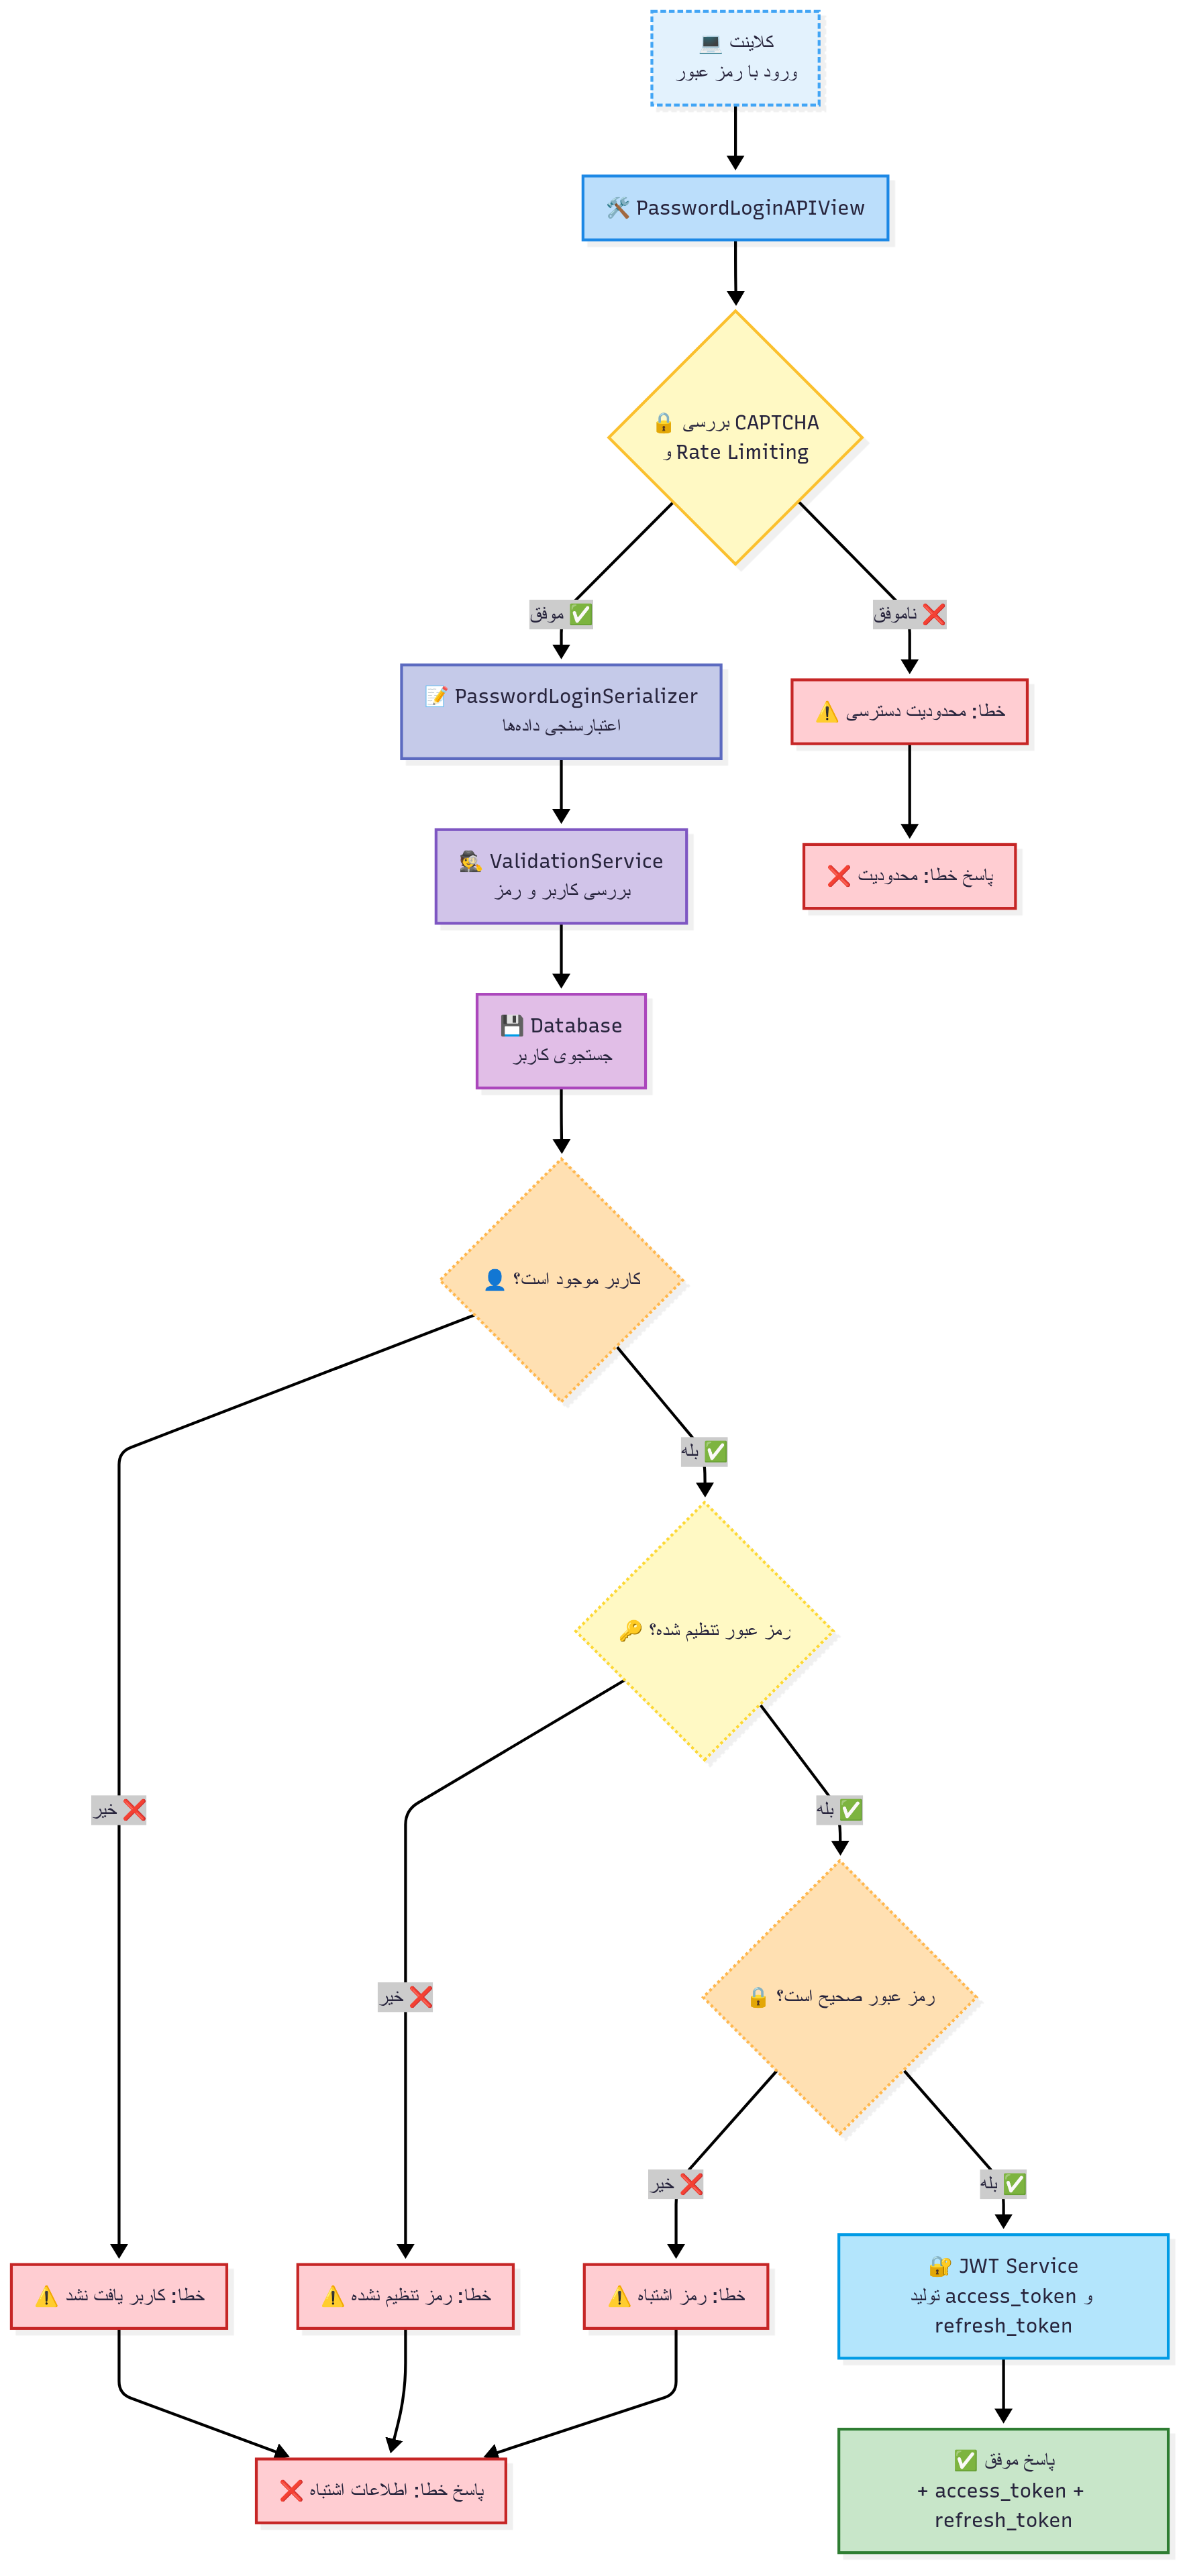 کلاینت 💻
ورود با رمز عبور
🛠️ PasswordLoginAPIView
🔒 بررسی CAPTCHA
و Rate Limiting
موفق ✅
ناموفق ❌
📝 PasswordLoginSerializer
اعتبارسنجی داده‌ها
خطا: محدودیت دسترسی ⚠️
🕵️ ValidationService
بررسی کاربر و رمز
پاسخ خطا: محدودیت ❌
💾 Database
جستجوی کاربر
کاربر موجود است؟ 👤
بله ✅
رمز عبور تنظیم شده؟ 🔑
خیر ❌
بله ✅
خیر ❌
رمز عبور صحیح است؟ 🔒
خیر ❌
بله ✅
خطا: کاربر یافت نشد ⚠️
خطا: رمز تنظیم نشده ⚠️
خطا: رمز اشتباه ⚠️
🔐 JWT Service
تولید access_token و
refresh_token
پاسخ خطا: اطلاعات اشتباه ❌
پاسخ موفق ✅
+ access_token +
refresh_token